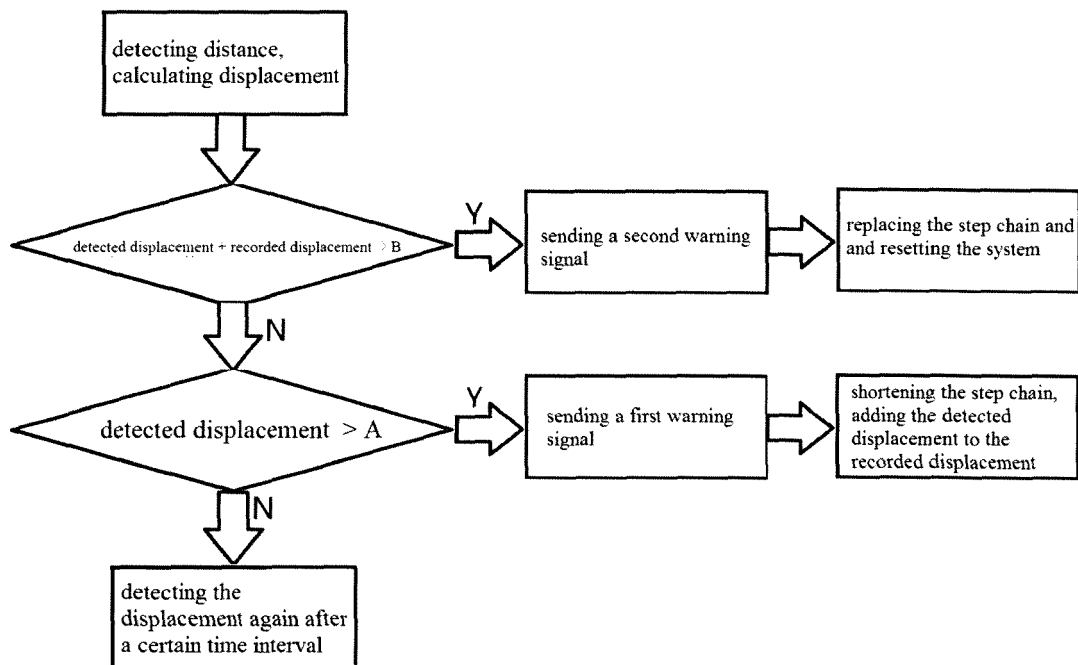 detecting distance,
calculating displacement
detected displacement + recorded displacement > B
Y
sending a second warning
signal
replacing the step chain and
and resetting the system
N
detected displacement > A
Y
sending a first warning
signal
shortening the step chain,
adding the detected
displacement to the
recorded displacement
N
detecting the
displacement again after
a certain time interval